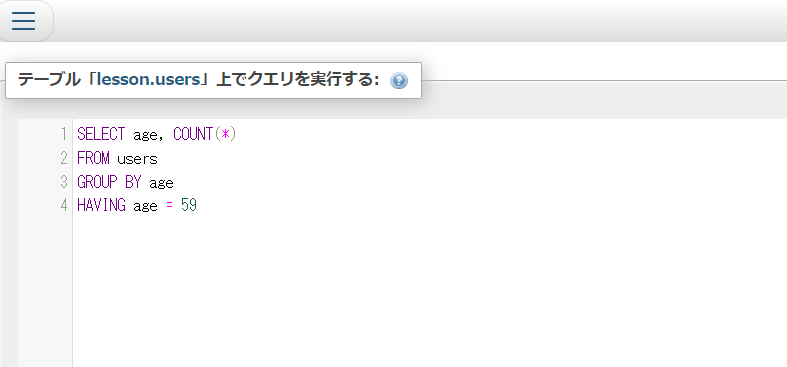 テーブル「lesson.users」上でクエリを実行する:
1 SELECT age, COUNT(*)
2 FROM users
3 GROUP BY age
4 HAVING age = 59